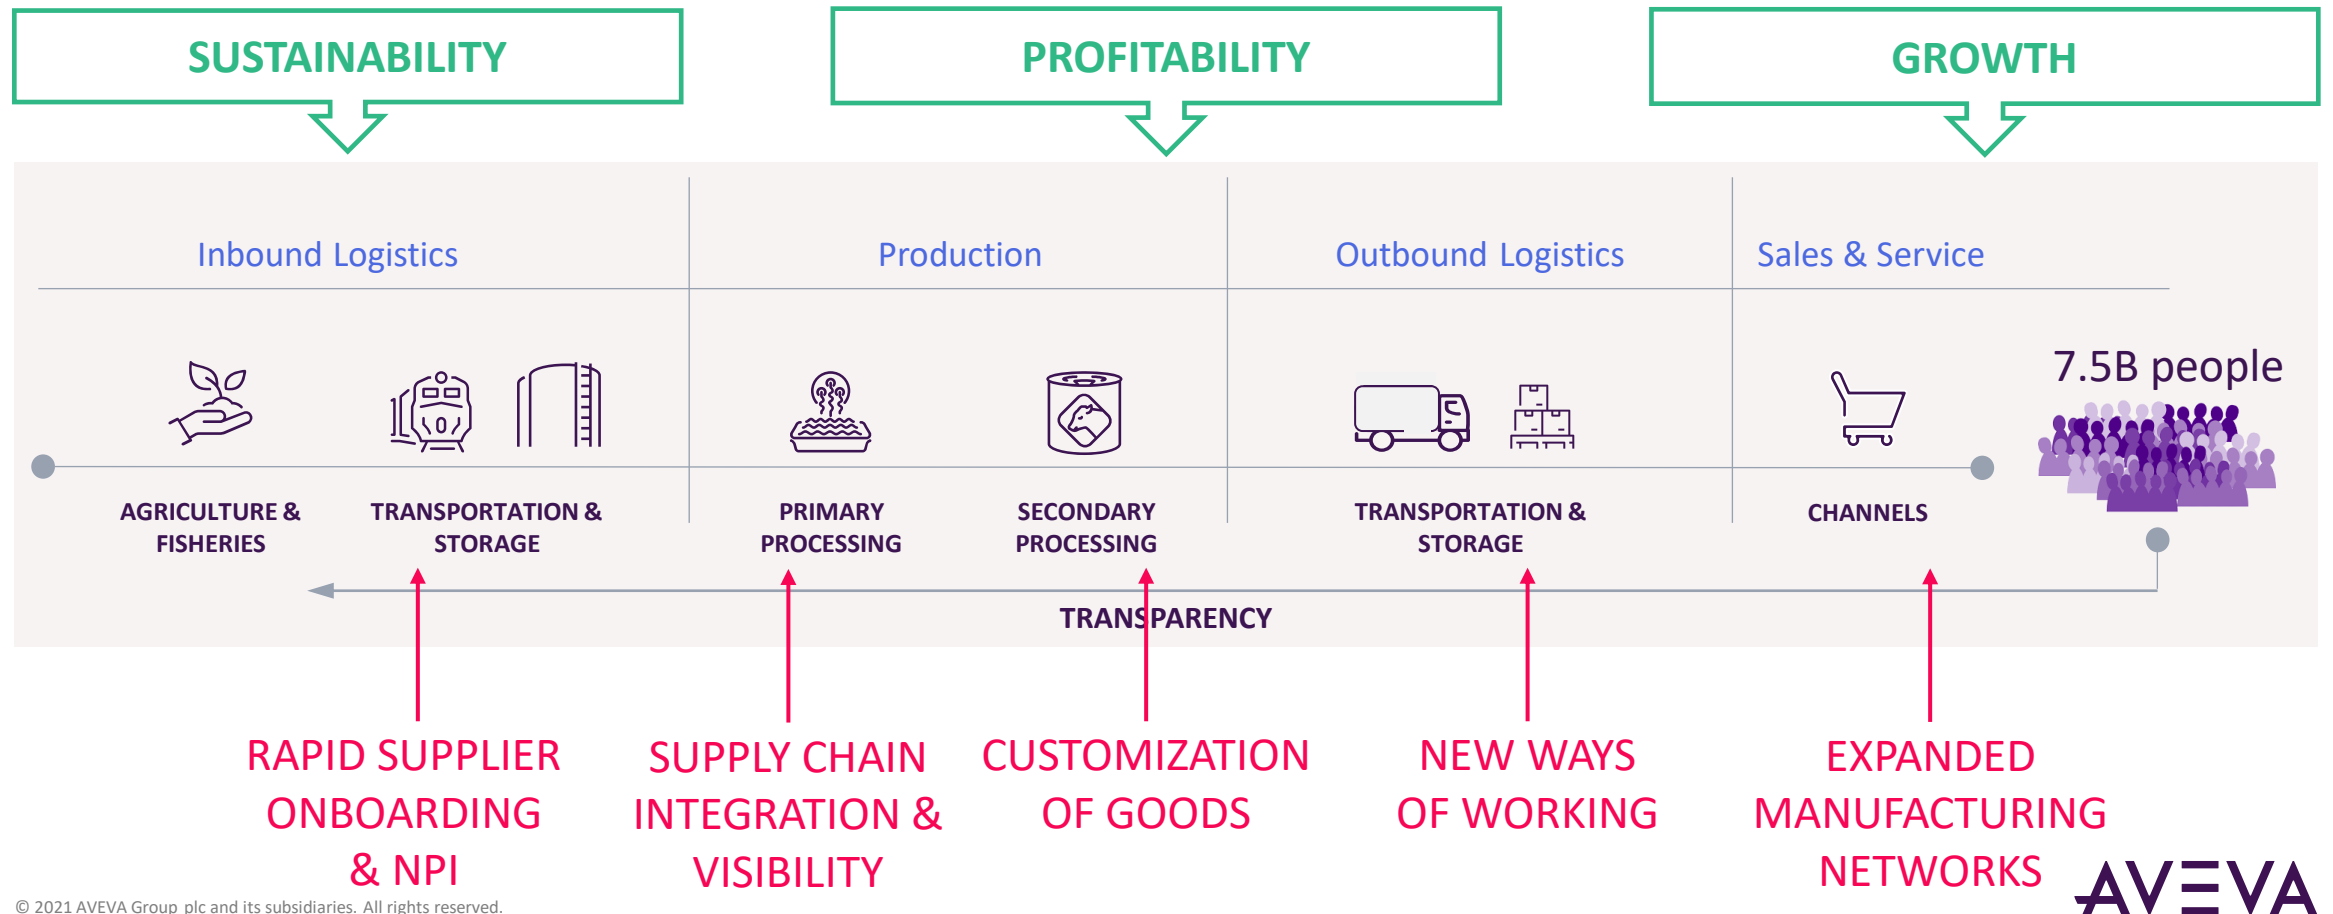 SUSTAINABILITY
PROFITABILITY
GROWTH
Inbound Logistics
Production
Outbound Logistics
Sales & Service
7.5B people
AGRICULTURE &
FISHERIES
TRANSPORTATION &
STORAGE
PRIMARY
PROCESSING
SECONDARY
PROCESSING
TRANSPORTATION &
STORAGE
CHANNELS
TRANSPARENCY
RAPID SUPPLIER
ONBOARDING
& NPI
SUPPLY CHAIN
INTEGRATION &
VISIBILITY
CUSTOMIZATION
OF GOODS
NEW WAYS
OF WORKING
EXPANDED
MANUFACTURING
NETWORKS
© 2021 AVEVA Group plc and its subsidiaries. All rights reserved.
AVEVA